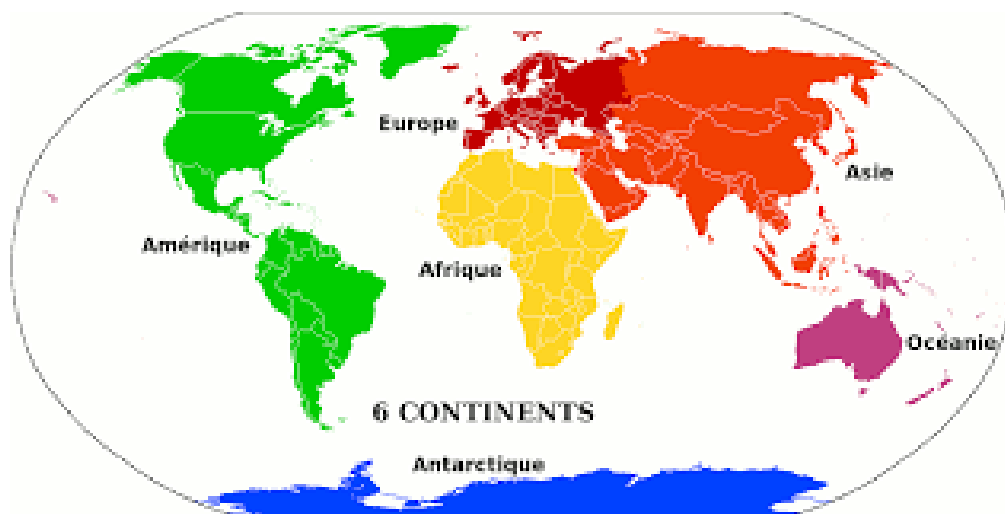 Europe
Asie
Amérique
Afrique
Océanie
6 CONTINENTS
Antarctique